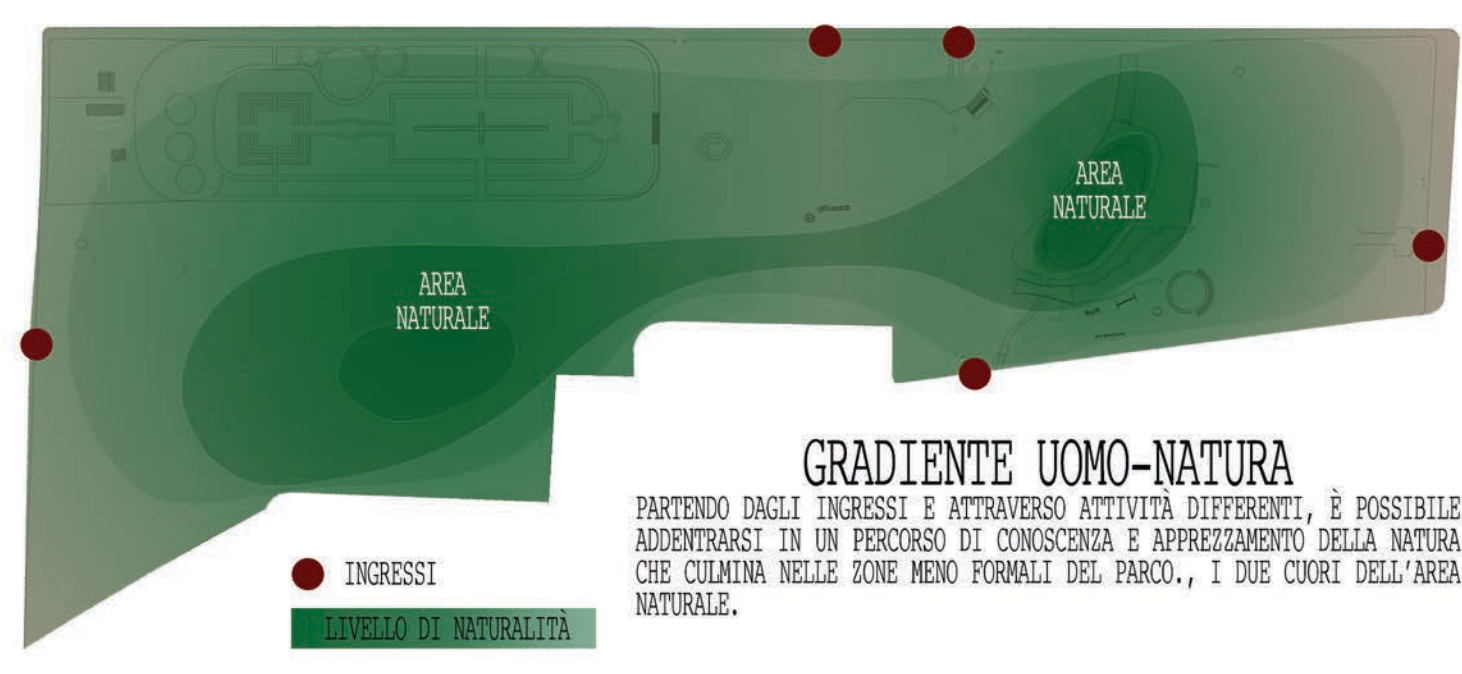 AREA
NATURALE
AREA
NATURALE
GRADIENTE UOMO-NATURA
PARTENDO DAGLI INGRESSI E ATTRAVERSO ATTIVITÀ DIFFERENTI, È POSSIBILE
ADDENTRARSI IN UN PERCORSO DI CONOSCENZA E APPREZZAMENTO DELLA NATURA
CHE CULMINA NELLE ZONE MENO FORMALI DEL PARCO., I DUE CUORI DELL'AREA
NATURALE.
INGRESSI
LIVELLO DI NATURALITÀ